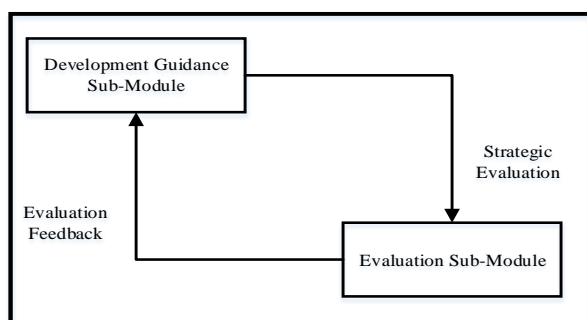 Development Guidance
Sub-Module
Strategic
Evaluation
Evaluation
Feedback
Evaluation Sub-Module